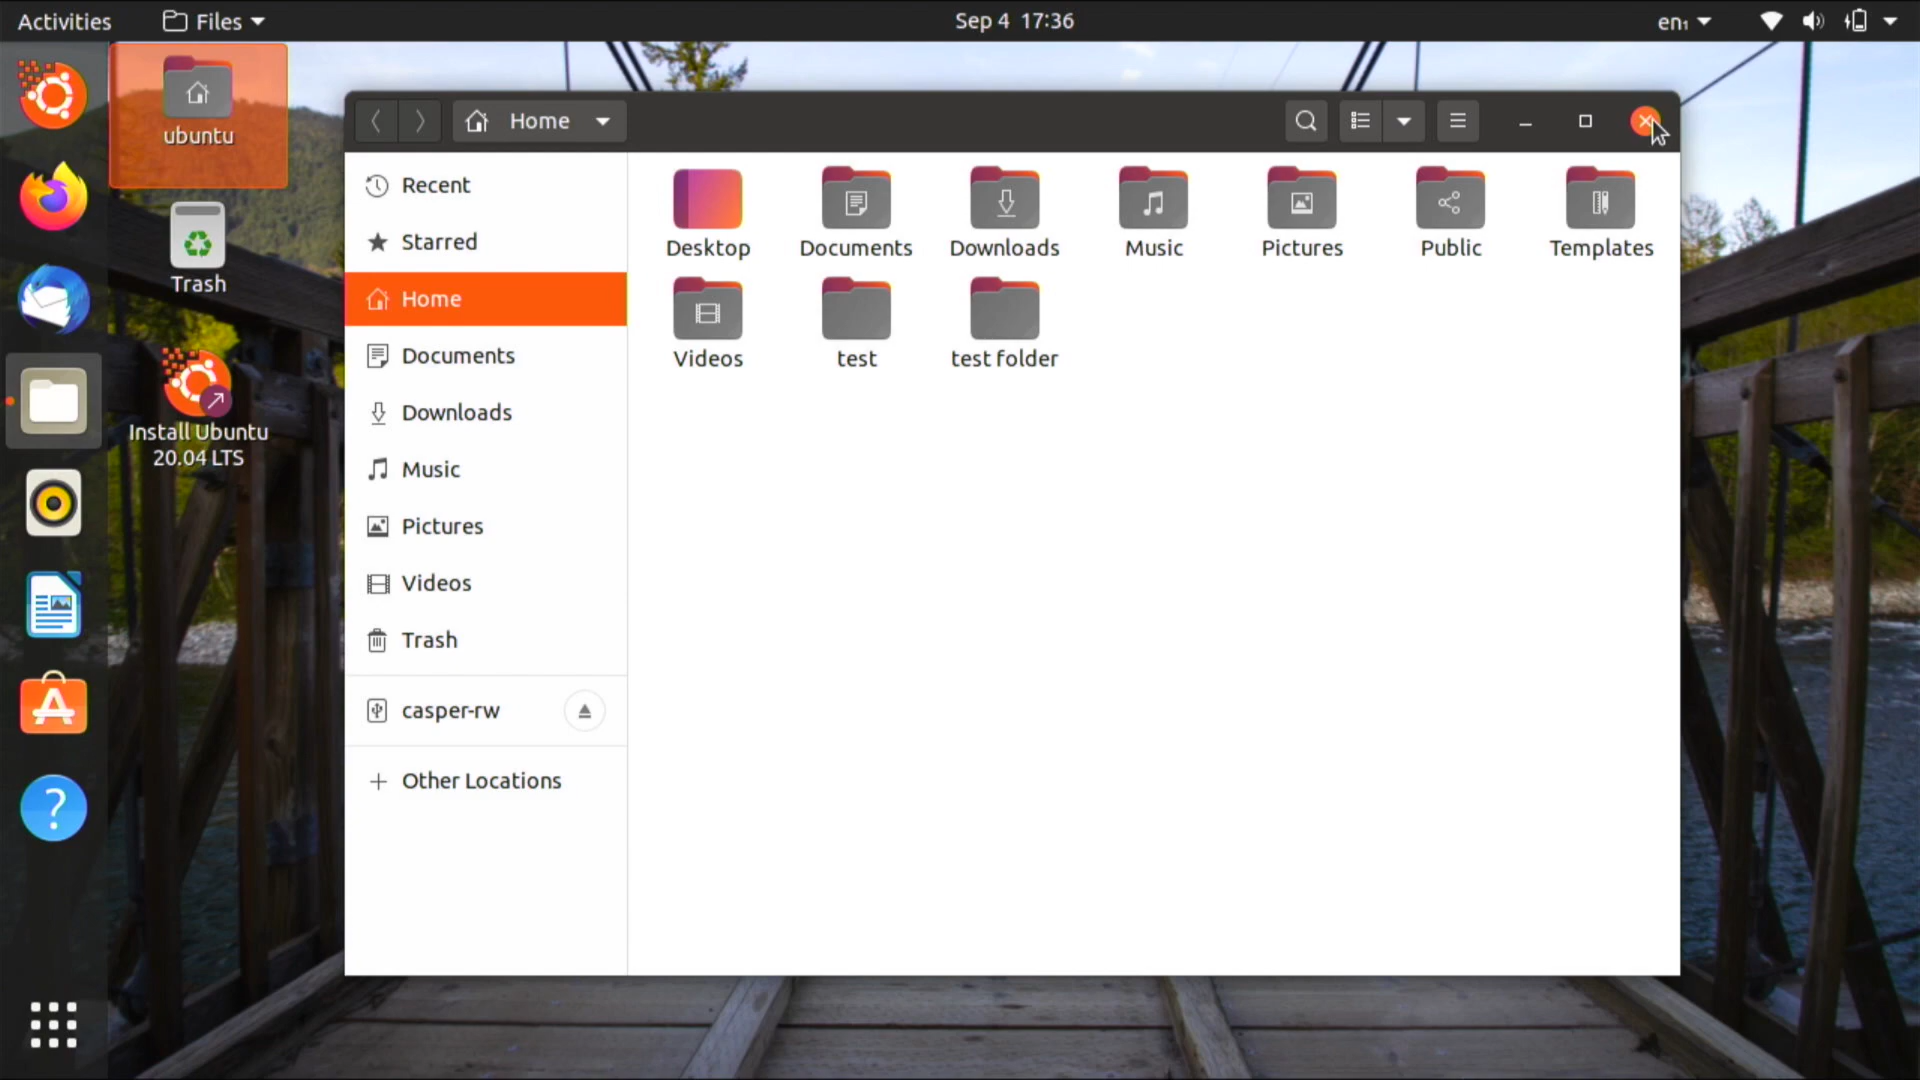 Activities
Files
Sep 4 17:36
en₁
ubuntu
Trash
Install Ubuntu
20.04 LTS
Home
Recent
Starred
Home
Documents
Downloads
Music
Pictures
Videos
Trash
casper-rw
Other Locations
Desktop
Documents
Downloads
Music
Pictures
Public
Templates
Videos
test
test folder